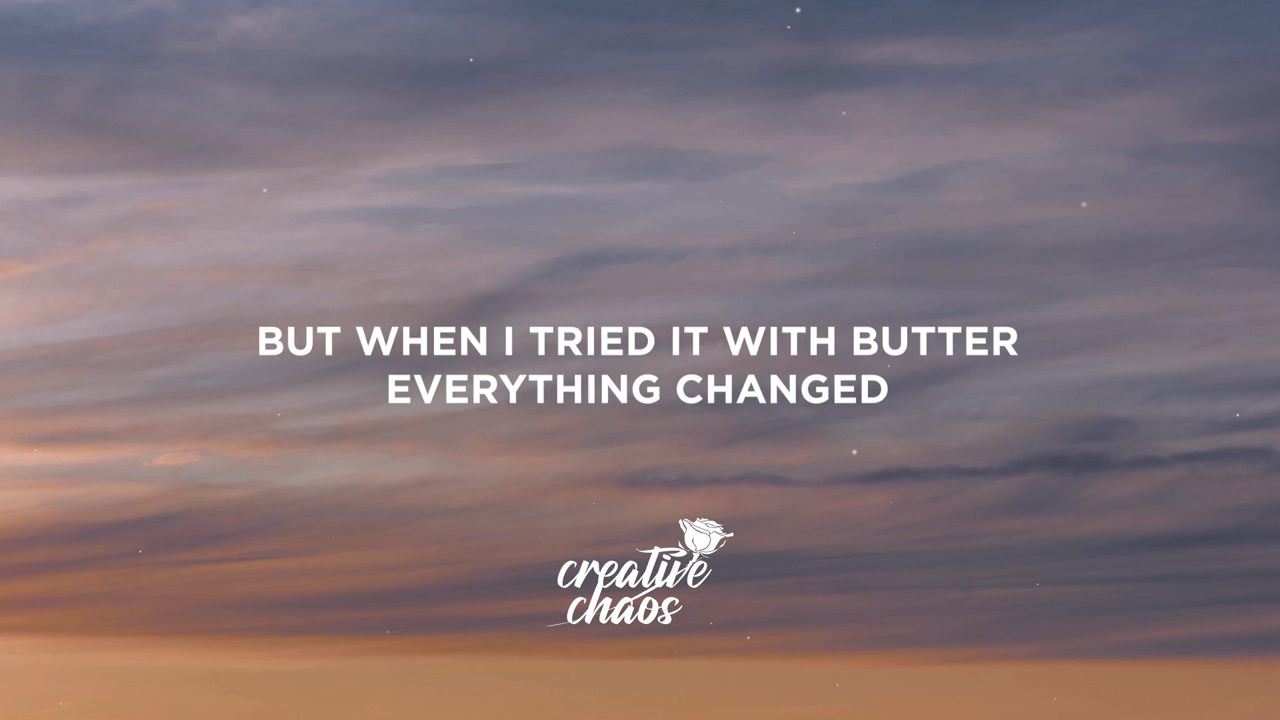 BUT WHEN I TRIED IT WITH BUTTER
EVERYTHING CHANGED
creative
chaos